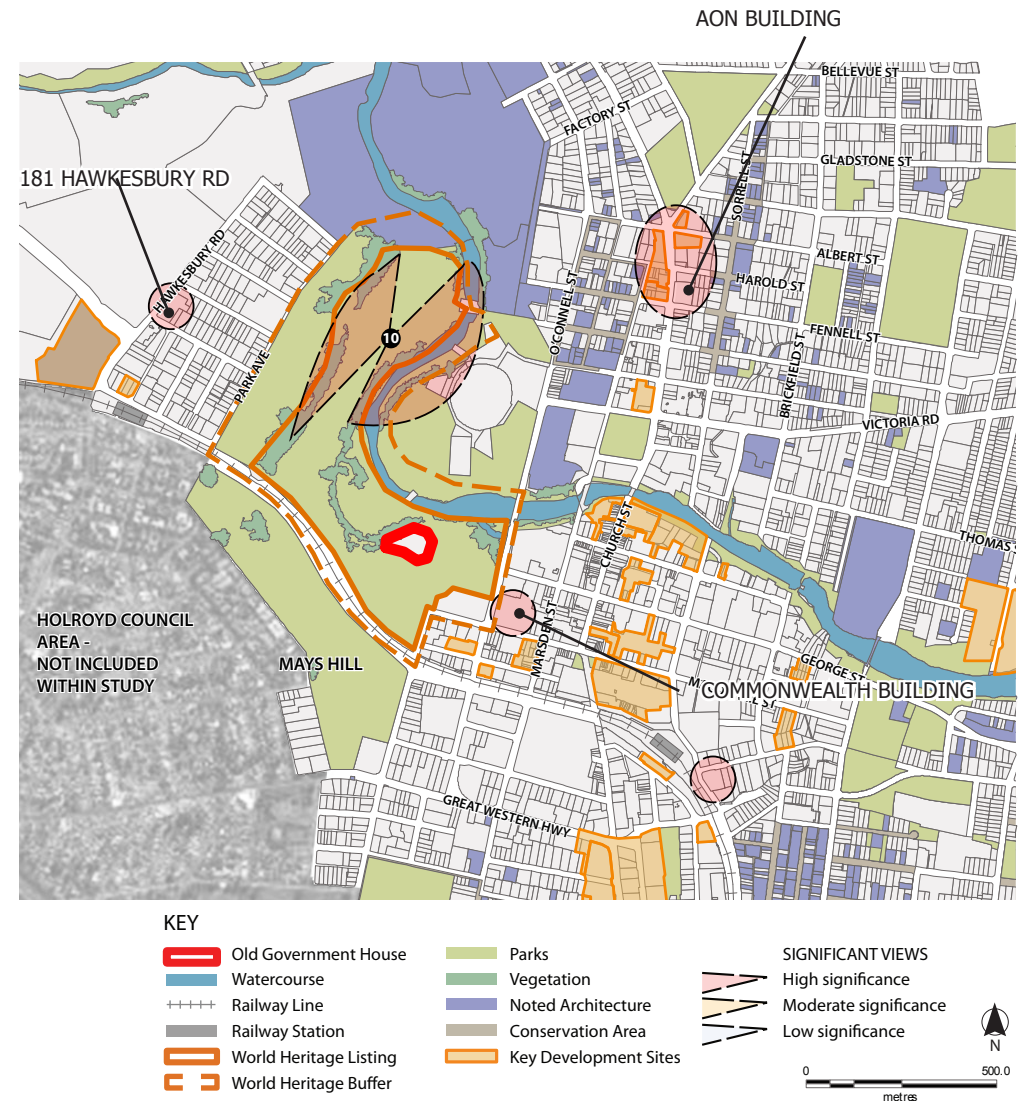 AON BUILDING
BELLEVUE ST
FACTORY ST
GLADSTONE ST
181 HAWKESBURY RD
SORRELL ST
HAWKESBURY RD
ALBERT ST
HAROLD ST
O'CONNELL ST
FENNELL ST
10
BRICKFIELD ST
PARK AVE
VICTORIA RD
CHURCH ST
THOMAS S
HOLROYD COUNCIL
AREA -
NOT INCLUDED
WITHIN STUDY
MARSDEN ST
MAYS HILL
GEORGE ST
COMMONWEALTH BUILDING
GREAT WESTERN HWY
KEY
Old Government House
Watercourse
Railway Line
Railway Station
World Heritage Listing
World Heritage Buffer
Parks
Vegetation
Noted Architecture
Conservation Area
Key Development Sites
SIGNIFICANT VIEWS
High significance
Moderate significance
Low significance
N
0 500.0
metres